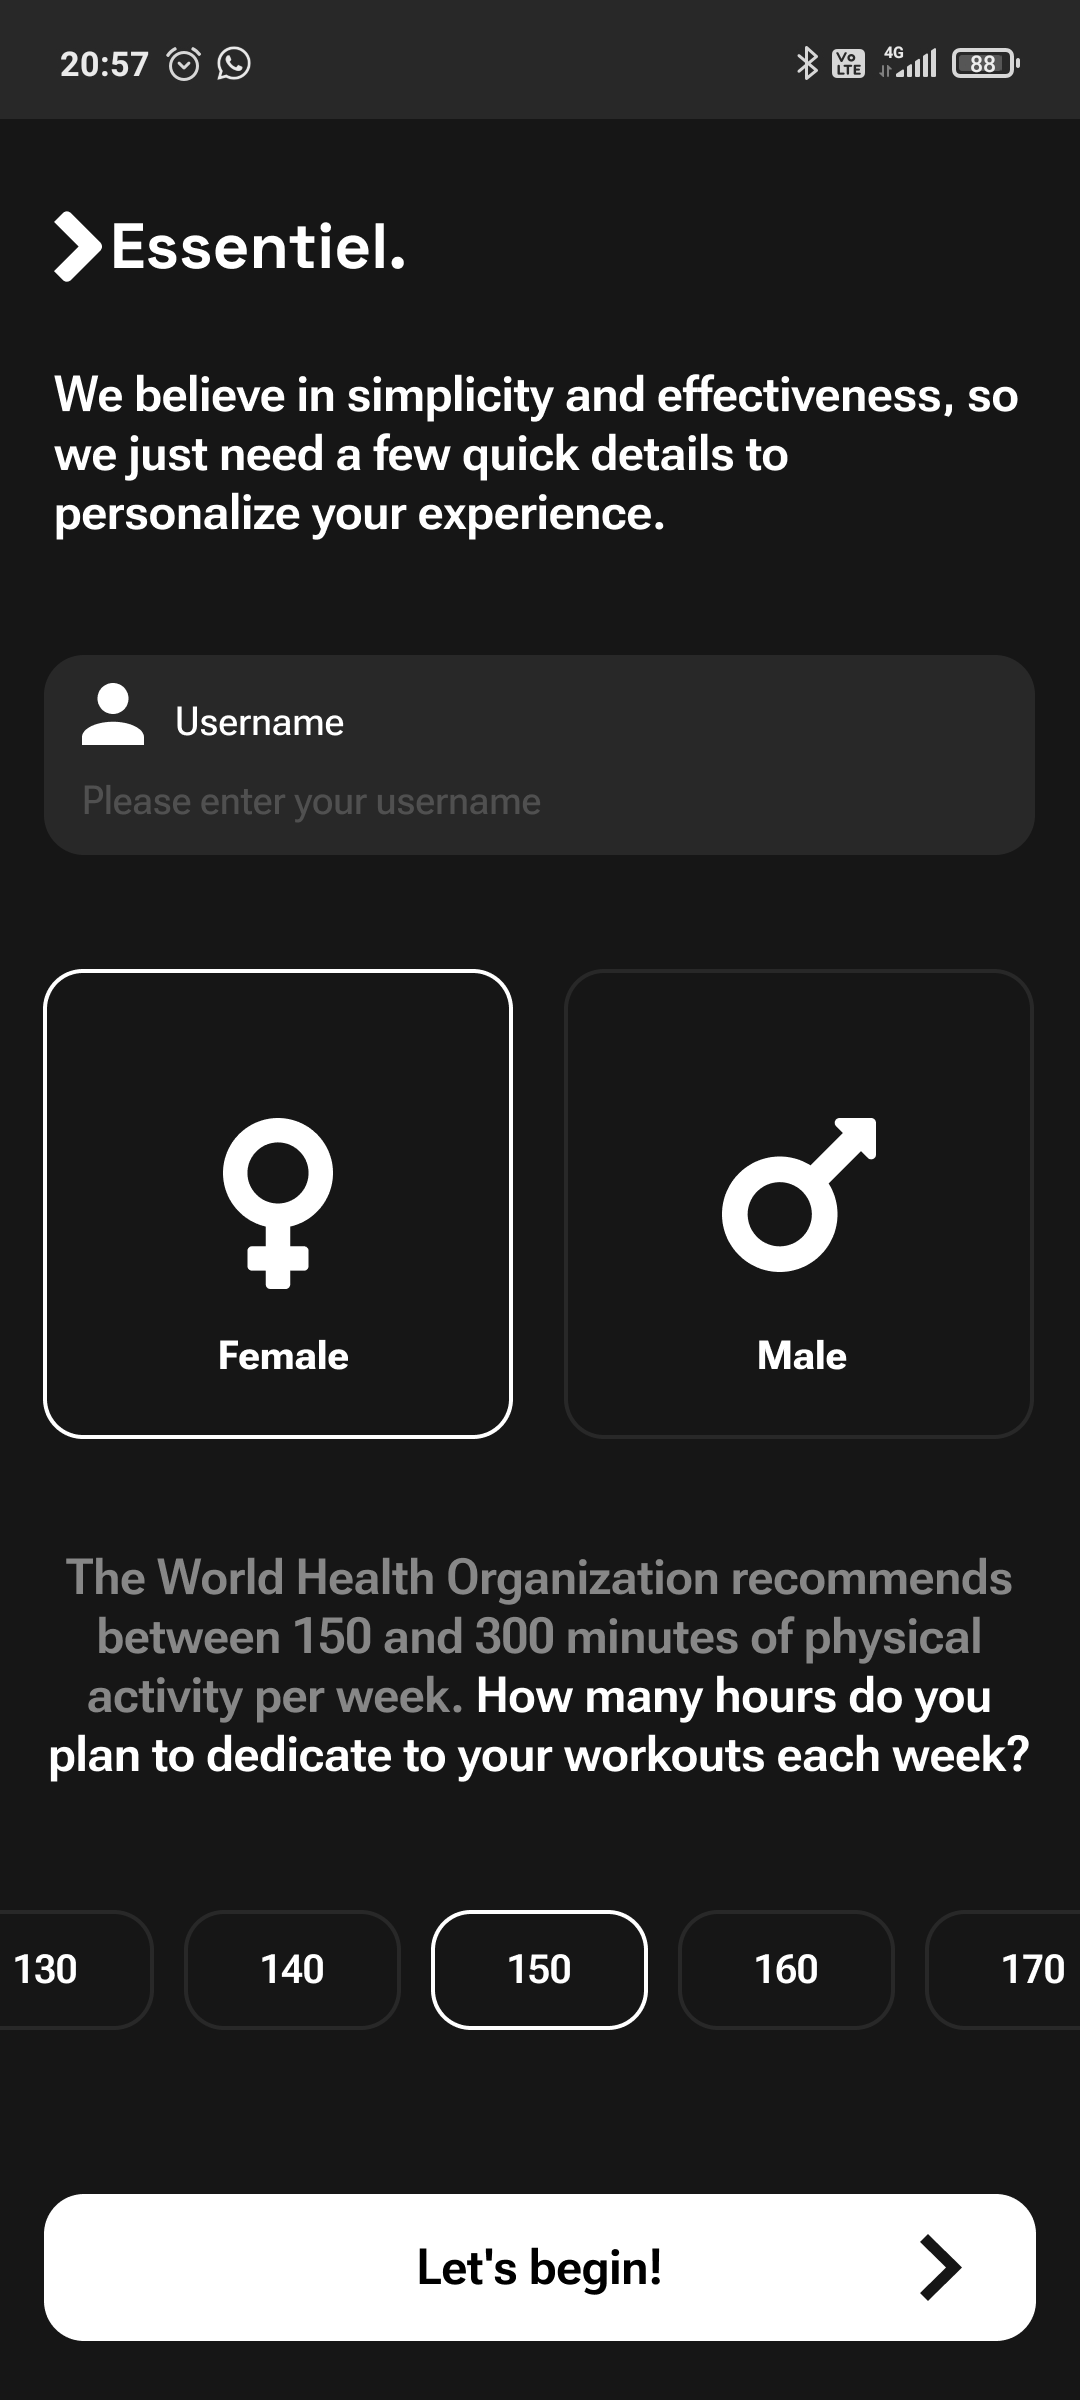 20:57
Vo LTE
4G
88
Essentiel.
We believe in simplicity and effectiveness, so
we just need a few quick details to
personalize your experience.
Username
Please enter your username
Female
Male
The World Health Organization recommends
between 150 and 300 minutes of physical
activity per week. How many hours do you
plan to dedicate to your workouts each week?
130
140
150
160
170
Let's begin!